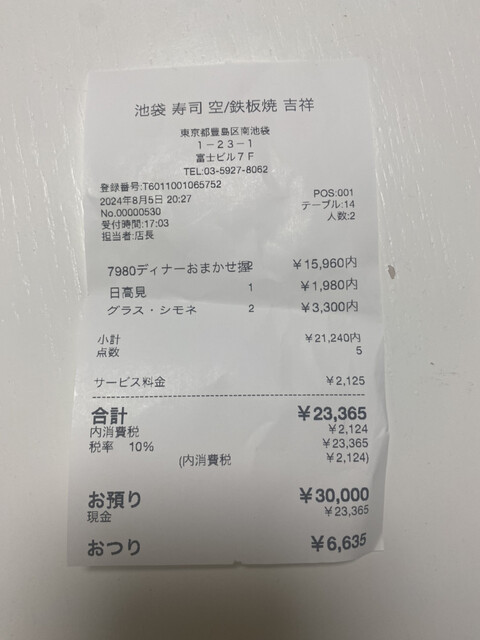 池袋 寿司 空/鉄板焼 吉祥
東京都豊島区南池袋
1-23-1
富士ビル7F
TEL:03-5927-8062
登録番号:T6011001065752
2024年8月5日 20:27 POS:001
No.00000530 テーブル:14
受付時間:17:03 人数:2
担当者:店長
7980ディナーおまかせ握2 ¥15,960内
日高見 1 ¥1,980内
グラス・シモネ 2 ¥3,300内
小計 ¥21,240内
点数 5
サービス料金 ¥2,125
合計 ¥23,365
内消費税 ¥2,124
税率 10% ¥23,365
(内消費税 ¥2,124)
お預り ¥30,000
現金 ¥23,365
おつり ¥6,635